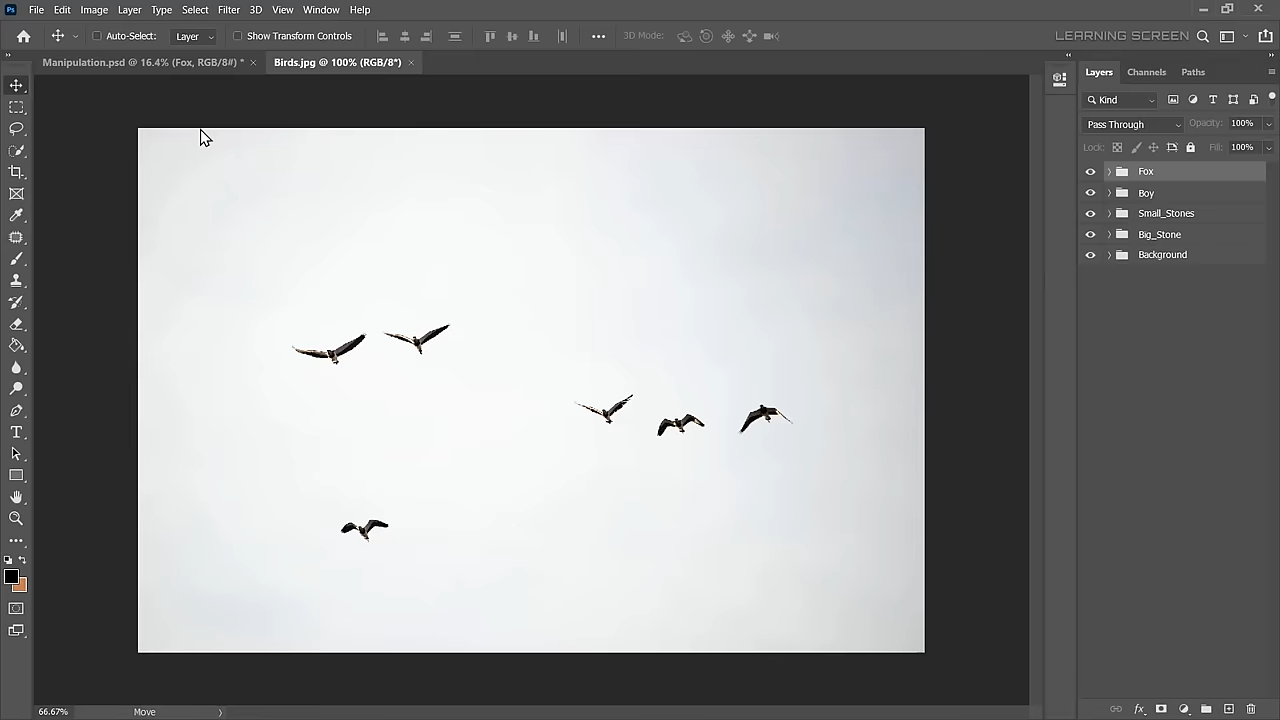 Ps File Edit Image Layer Type Select Filter 3D View Window Help
Auto-Select: Layer Show Transform Controls 3D Mode: LEARNING SCREEN
Manipulation.psd @ 16.4% (Fox, RGB/8#) * × Birds.jpg @ 100% (RGB/8*) ×
Layers Channels Paths
Kind
Pass Through Opacity: 100%
Lock: Fill: 100%
Fox
Boy
Small_Stones
Big_Stone
Background
66.67% Move